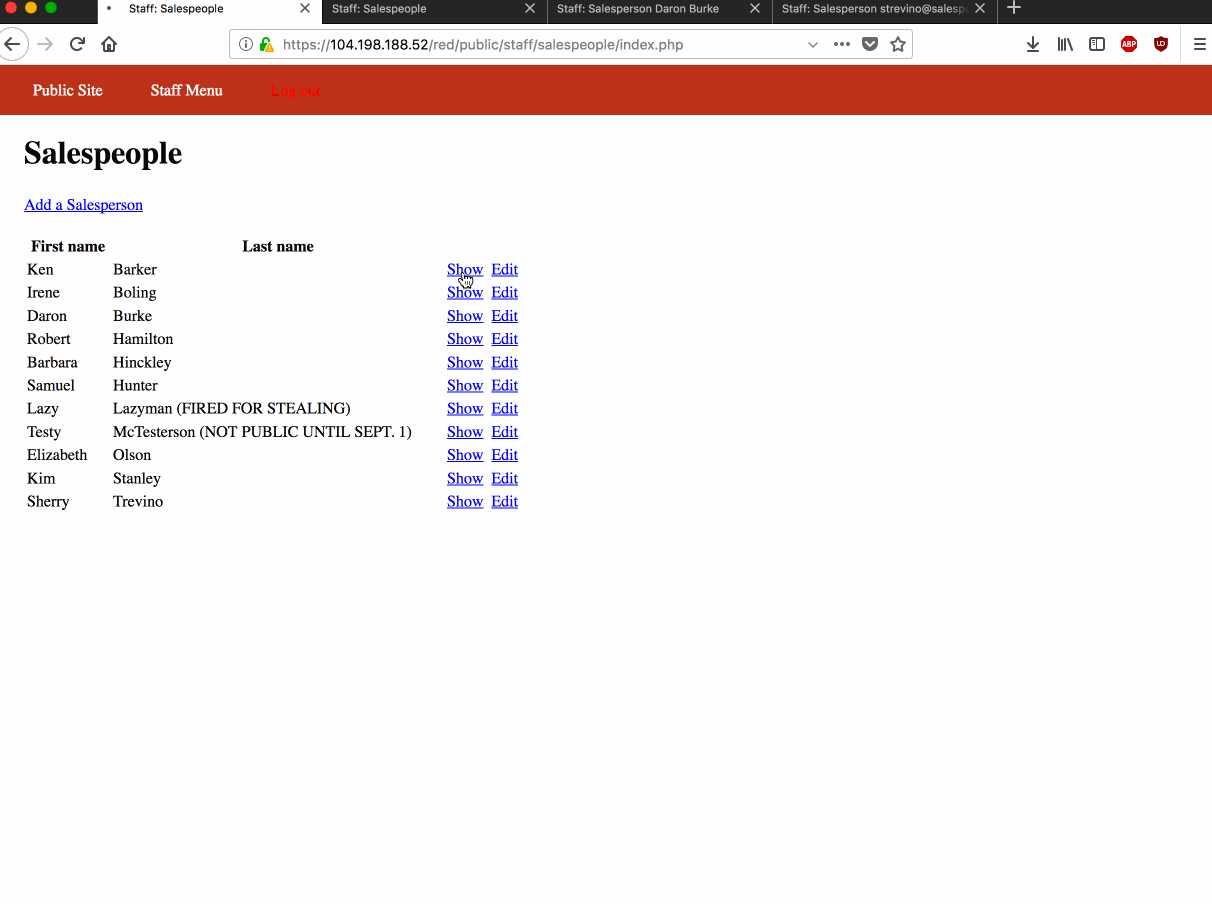 Staff: Salespeople
Staff: Salespeople
Staff: Salesperson Daron Burke
Staff: Salesperson strevino@salesp
https://104.198.188.52/red/public/staff/salespeople/index.php
ABP
Public Site Staff Menu Log out
Salespeople
Add a Salesperson
First name Last name
Ken Barker Show Edit
Irene Boling Show Edit
Daron Burke Show Edit
Robert Hamilton Show Edit
Barbara Hinckley Show Edit
Samuel Hunter Show Edit
Lazy Lazyman (FIRED FOR STEALING) Show Edit
Testy McTesterson (NOT PUBLIC UNTIL SEPT. 1) Show Edit
Elizabeth Olson Show Edit
Kim Stanley Show Edit
Sherry Trevino Show Edit